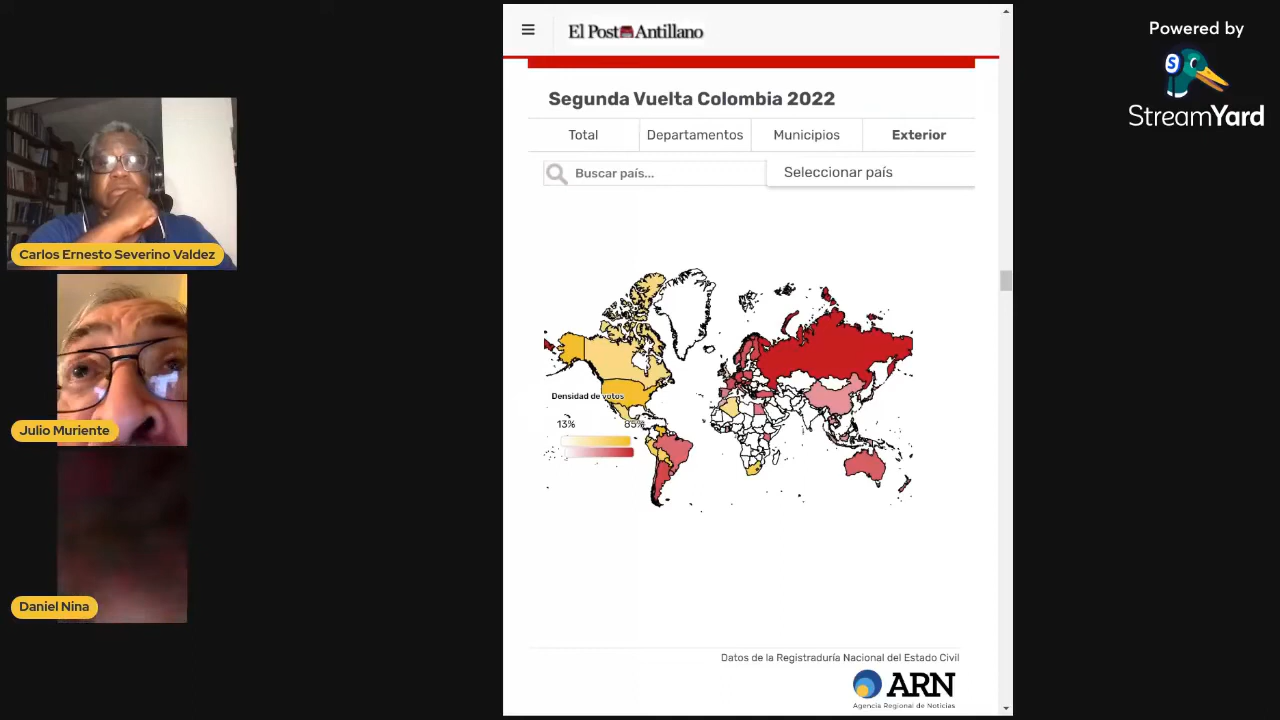 El Post Antillano
Powered by
StreamYard
Segunda Vuelta Colombia 2022
Total
Departamentos
Municipios
Exterior
Buscar país...
Seleccionar país
Carlos Ernesto Severino Valdez
Densidad de votos
13%
85%
Julio Muriente
Daniel Nina
Datos de la Registraduría Nacional del Estado Civil
ARN
Agencia Regional de Noticias